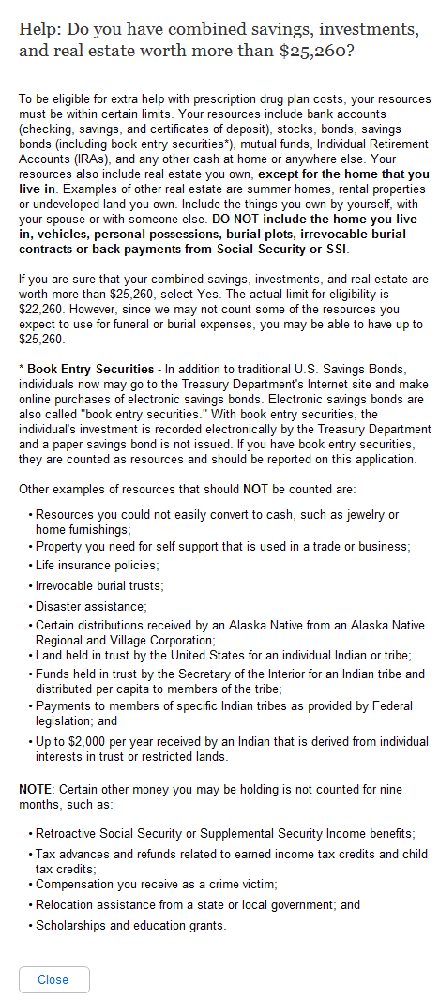 Help: Do you have combined savings, investments,
and real estate worth more than $25,260?
To be eligible for extra help with prescription drug plan costs, your resources
must be within certain limits. Your resources include bank accounts
(checking, savings, and certificates of deposit), stocks, bonds, savings
bonds (including book entry securities*), mutual funds, Individual Retirement
Accounts (IRAs), and any other cash at home or anywhere else. Your
resources also include real estate you own, except for the home that you
live in. Examples of other real estate are summer homes, rental properties
or undeveloped land you own. Include the things you own by yourself, with
your spouse or with someone else. DO NOT include the home you live
in, vehicles, personal possessions, burial plots, irrevocable burial
contracts or back payments from Social Security or SSI.
If you are sure that your combined savings, investments, and real estate are
worth more than $25,260, select Yes. The actual limit for eligibility is
$22,260. However, since we may not count some of the resources you
expect to use for funeral or burial expenses, you may be able to have up to
$25,260.
* Book Entry Securities - In addition to traditional U.S. Savings Bonds,
individuals now may go to the Treasury Department's Internet site and make
online purchases of electronic savings bonds. Electronic savings bonds are
also called "book entry securities." With book entry securities, the
individual's investment is recorded electronically by the Treasury Department
and a paper savings bond is not issued. If you have book entry securities,
they are counted as resources and should be reported on this application.
Other examples of resources that should NOT be counted are:
• Resources you could not easily convert to cash, such as jewelry or
home furnishings;
• Property you need for self support that is used in a trade or business;
• Life insurance policies;
• Irrevocable burial trusts;
• Disaster assistance;
• Certain distributions received by an Alaska Native from an Alaska Native
Regional and Village Corporation;
• Land held in trust by the United States for an individual Indian or tribe;
• Funds held in trust by the Secretary of the Interior for an Indian tribe and
distributed per capita to members of the tribe;
• Payments to members of specific Indian tribes as provided by Federal
legislation; and
• Up to $2,000 per year received by an Indian that is derived from individual
interests in trust or restricted lands.
NOTE: Certain other money you may be holding is not counted for nine
months, such as:
• Retroactive Social Security or Supplemental Security Income benefits;
• Tax advances and refunds related to earned income tax credits and child
tax credits;
• Compensation you receive as a crime victim;
• Relocation assistance from a state or local government; and
• Scholarships and education grants.
Close